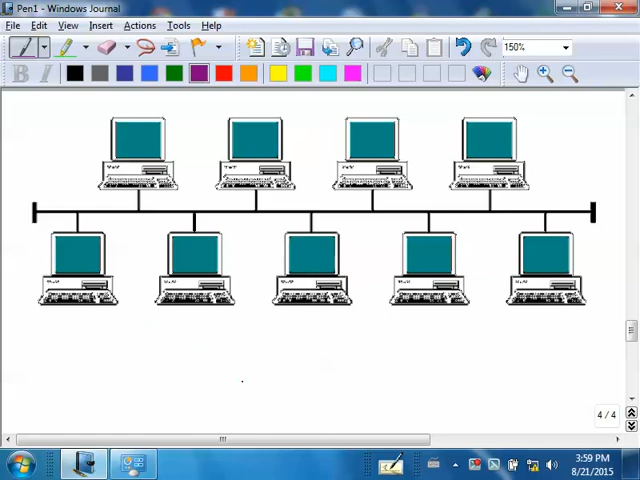 Pen1 - Windows Journal
File Edit View Insert Actions Tools Help
150%
B I
4 / 4
3:59 PM
8/21/2015